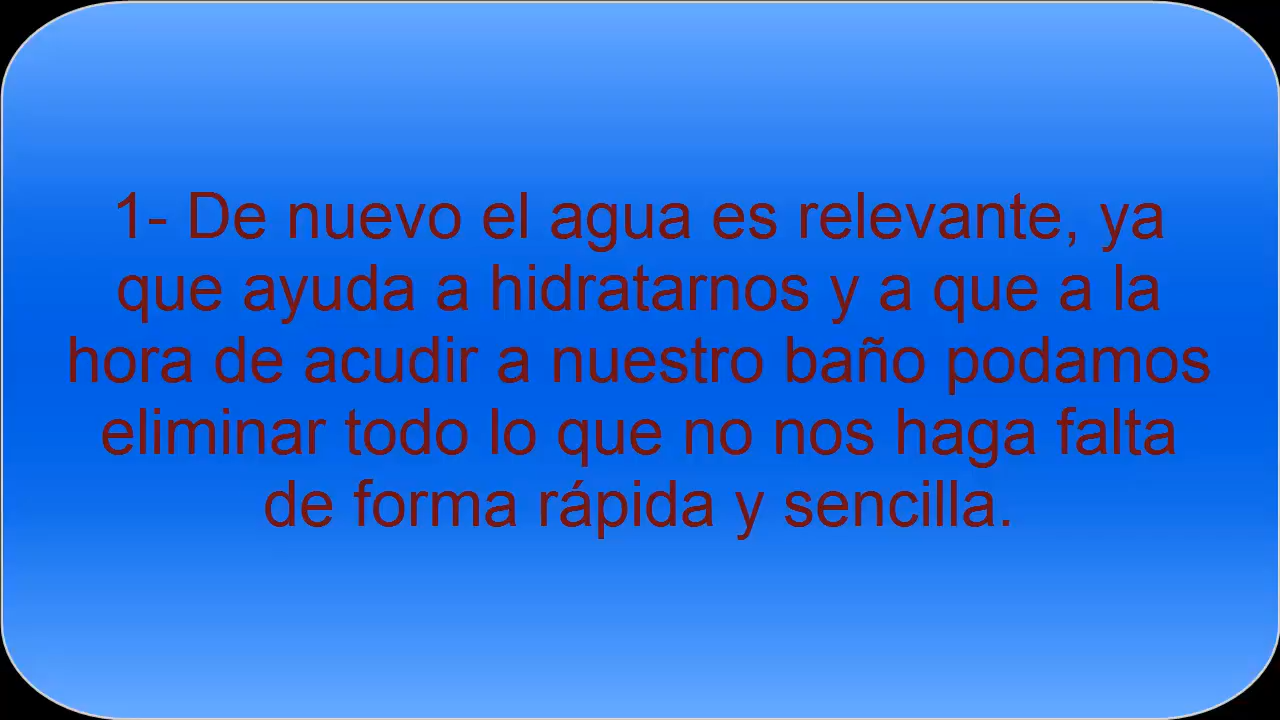 1- De nuevo el agua es relevante, ya
que ayuda a hidratarnos y a que a la
hora de acudir a nuestro baño podamos
eliminar todo lo que no nos haga falta
de forma rápida y sencilla.